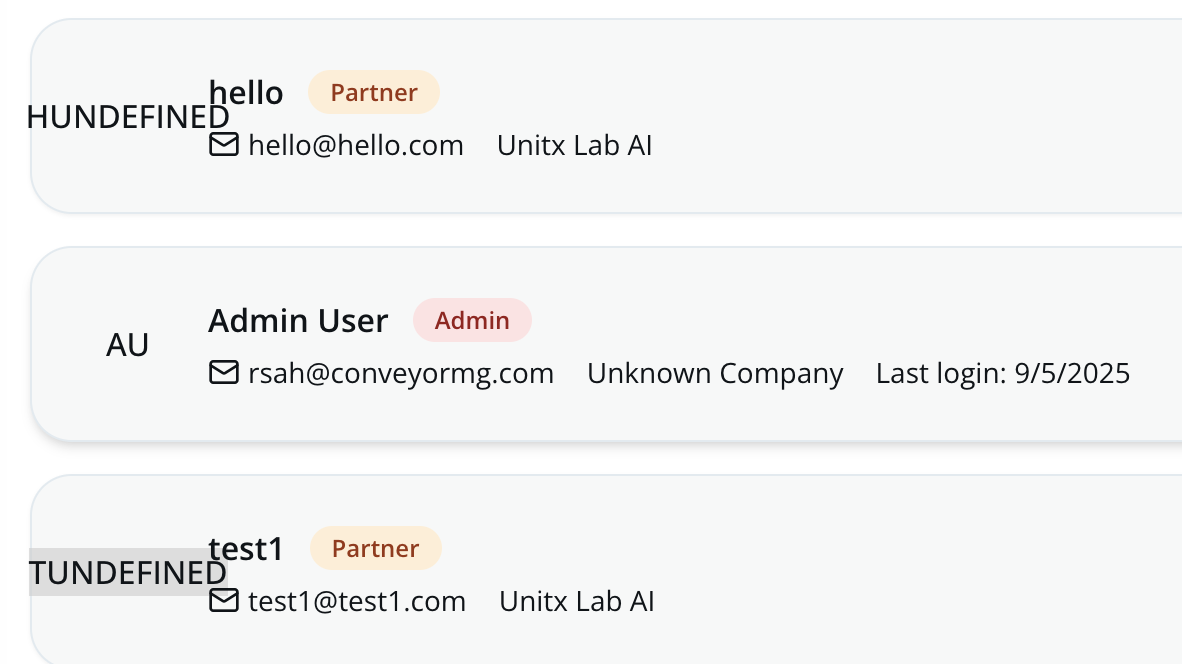 HUNDEFINED
hello Partner
hello@hello.com Unitx Lab AI
AU
Admin User Admin
rsah@conveyormg.com Unknown Company Last login: 9/5/2025
TUNDEFINED
test1 Partner
test1@test1.com Unitx Lab AI